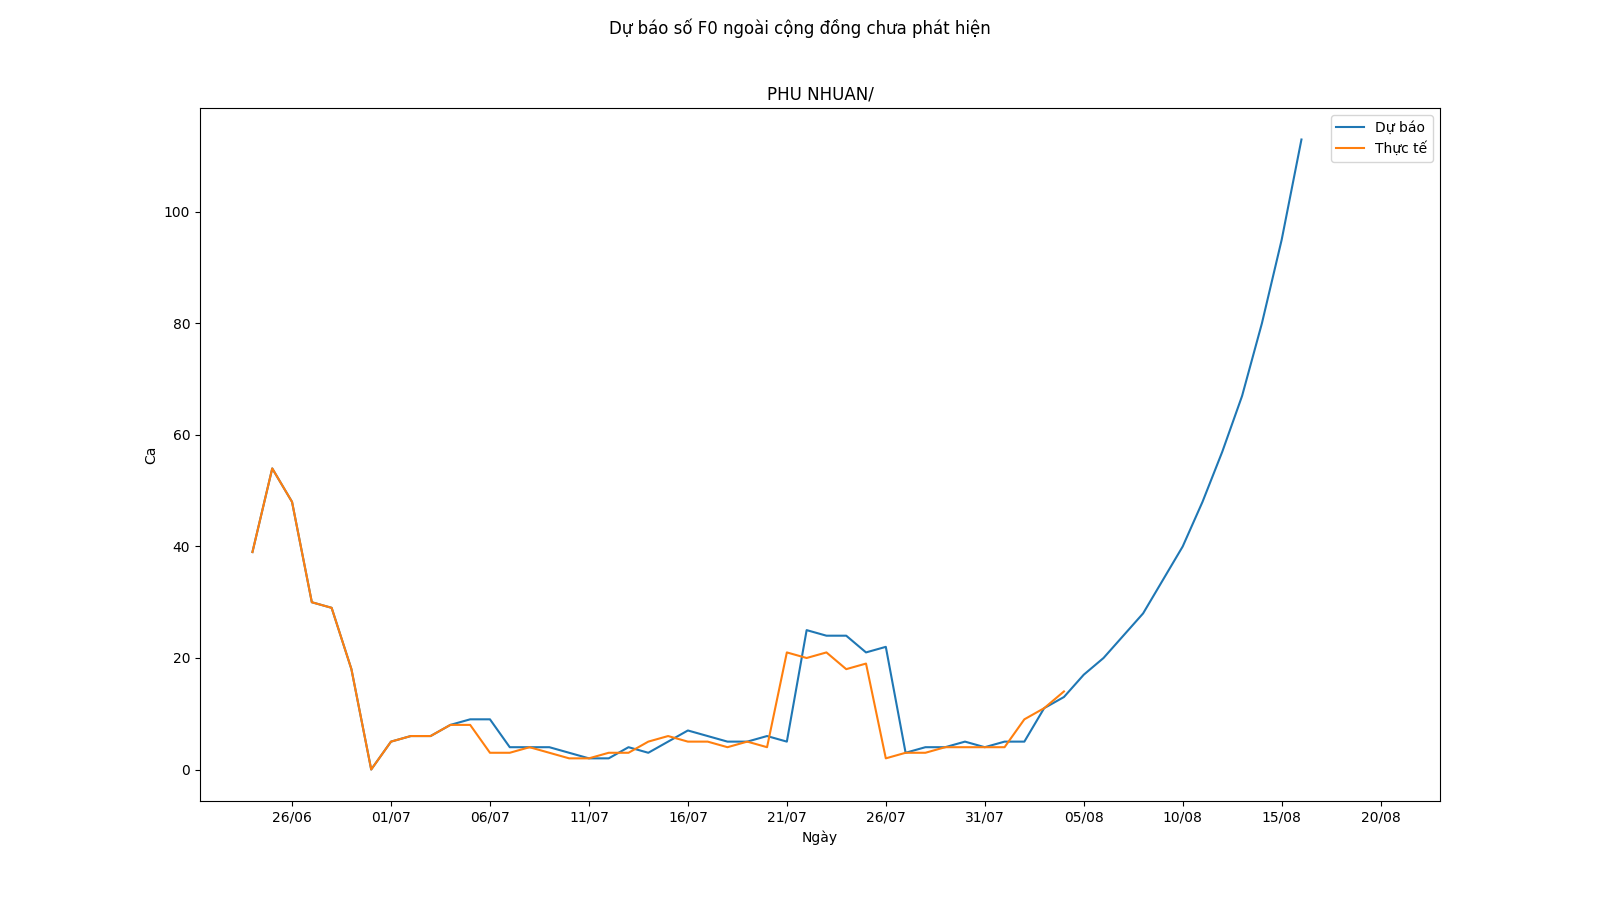 Dự báo số F0 ngoài cộng đồng chưa phát hiện
PHU NHUAN/
Dự báo
Thực tế
100
80
60
40
20
0
Ca
26/06 01/07 06/07 11/07 16/07 21/07 26/07 31/07 05/08 10/08 15/08 20/08
Ngày